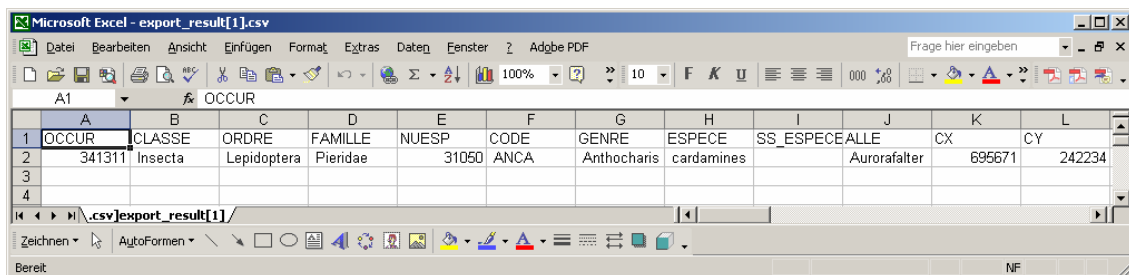 Microsoft Excel - export_result[1].csv
Datei Bearbeiten Ansicht Einfügen Format Extras Daten Fenster ? Adobe PDF Frage hier eingeben
100% 10 F K U 000
A1 fx OCCUR
A B C D E F G H I J K L
1 OCCUR CLASSE ORDRE FAMILLE NUESP CODE GENRE ESPECE SS_ESPECE ALLE CX CY
2 341311 Insecta Lepidoptera Pieridae 31050 ANCA Anthocharis cardamines Aurorafalter 695671 242234
3
4
.csv]export_result[1]
Zeichnen AutoFormen
Bereit NF